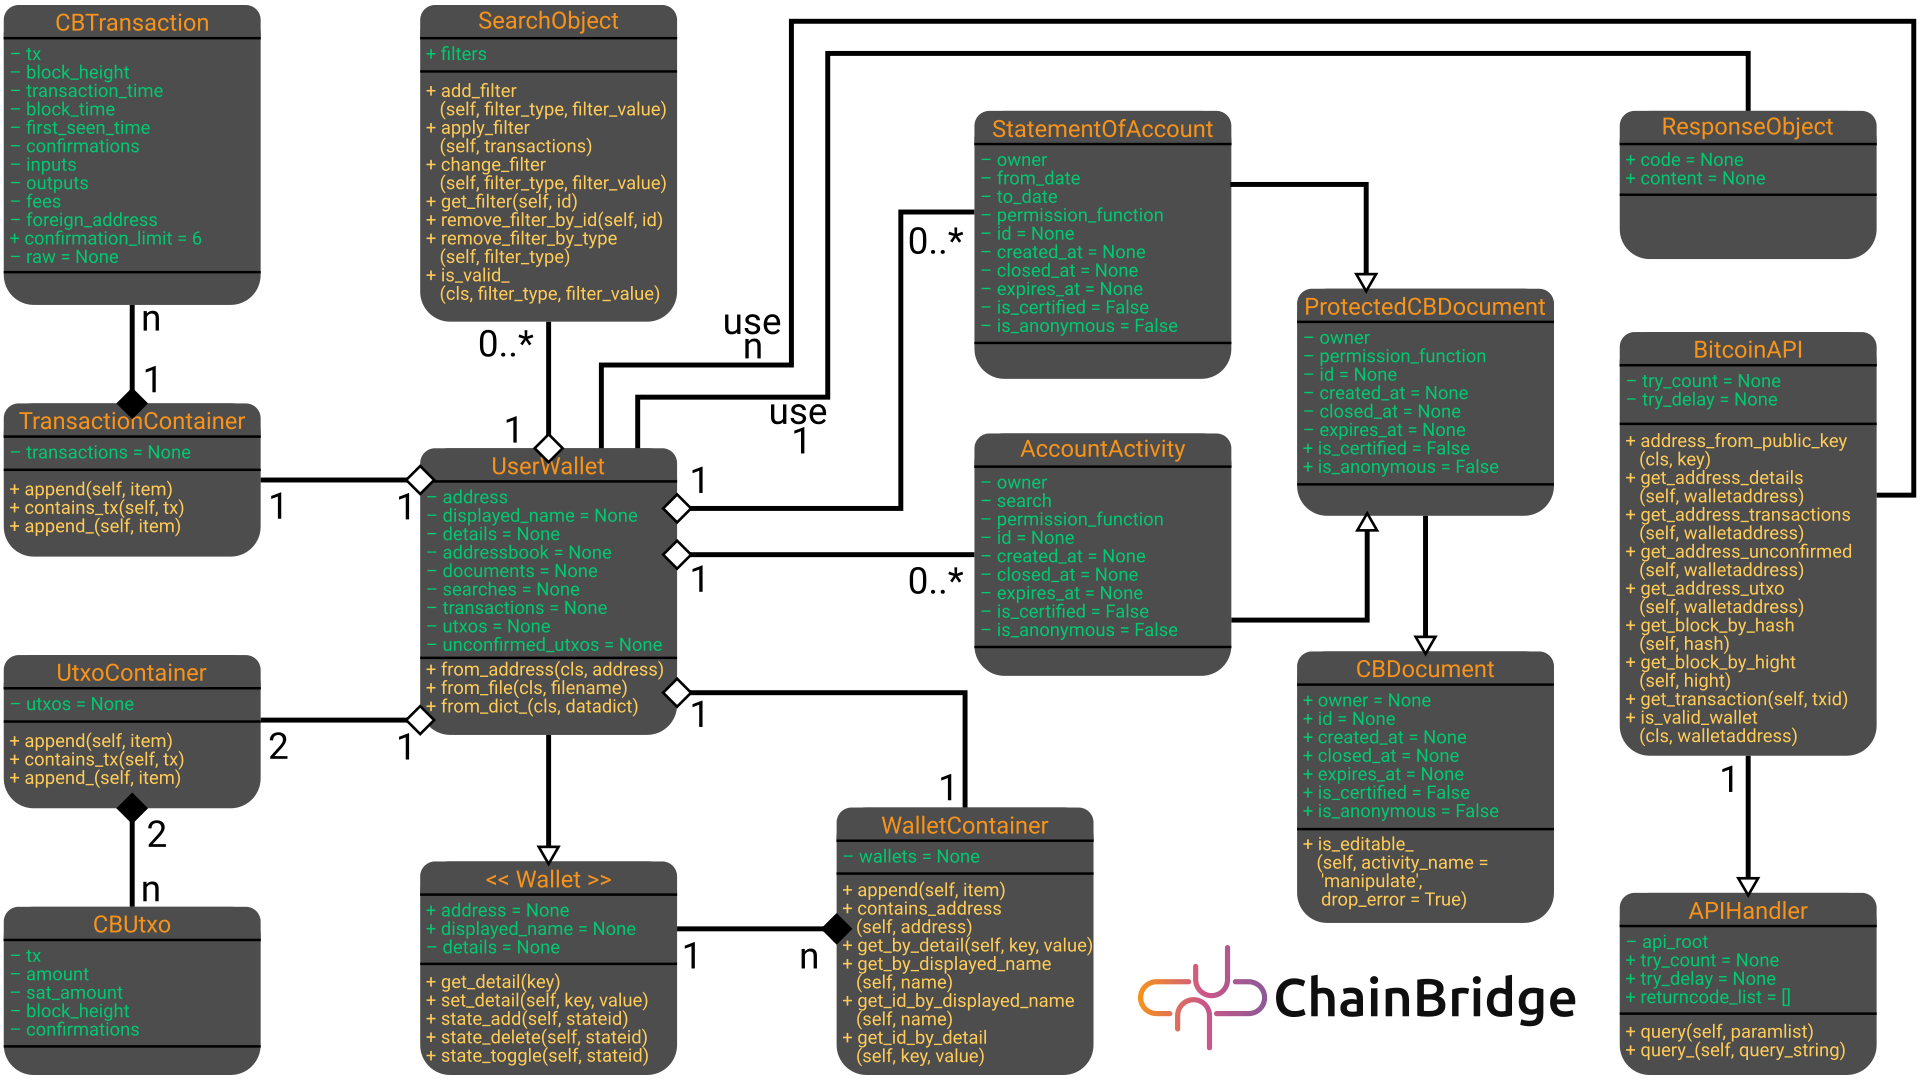 CBTransaction
– tx
– block_height
– transaction_time
– block_time
– first_seen_time
– confirmations
– inputs
– outputs
– fees
– foreign_address
+ confirmation_limit = 6
– raw = None
n
1
TransactionContainer
– transactions = None
+ append(self, item)
+ contains_tx(self, tx)
+ append_(self, item)
1
1
UtxoContainer
– utxos = None
+ append(self, item)
+ contains_tx(self, tx)
+ append_(self, item)
2
1
2
n
CBUtxo
– tx
– amount
– sat_amount
– block_height
– confirmations
SearchObject
+ filters
+ add_filter
(self, filter_type, filter_value)
+ apply_filter
(self, transactions)
+ change_filter
(self, filter_type, filter_value)
+ get_filter(self, id)
+ remove_filter_by_id(self, id)
+ remove_filter_by_type
(self, filter_type)
+ is_valid_
(cls, filter_type, filter_value)
0..*
1
use
n
use
1
UserWallet
– address
– displayed_name = None
– details = None
– addressbook = None
– documents = None
– searches = None
– transactions = None
– utxos = None
– unconfirmed_utxos = None
+ from_address(cls, address)
+ from_file(cls, filename)
+ from_dict_(cls, datadict)
1
0..*
1
0..*
1
1
<< Wallet >>
+ address = None
+ displayed_name = None
– details = None
+ get_detail(key)
+ set_detail(self, key, value)
+ state_add(self, stateid)
+ state_delete(self, stateid)
+ state_toggle(self, stateid)
1
n
WalletContainer
– wallets = None
+ append(self, item)
+ contains_address
(self, address)
+ get_by_detail(self, key, value)
+ get_by_displayed_name
(self, name)
+ get_id_by_displayed_name
(self, name)
+ get_id_by_detail
(self, key, value)
StatementOfAccount
– owner
– from_date
– to_date
– permission_function
– id = None
– created_at = None
– closed_at = None
– expires_at = None
– is_certified = False
– is_anonymous = False
AccountActivity
– owner
– search
– permission_function
– id = None
– created_at = None
– closed_at = None
– expires_at = None
– is_certified = False
– is_anonymous = False
ProtectedCBDocument
– owner
– permission_function
– id = None
– created_at = None
– closed_at = None
– expires_at = None
+ is_certified = False
+ is_anonymous = False
CBDocument
+ owner = None
+ id = None
+ created_at = None
+ closed_at = None
+ expires_at = None
+ is_certified = False
+ is_anonymous = False
+ is_editable_
(self, activity_name =
'manipulate',
drop_error = True)
ChainBridge
ResponseObject
+ code = None
+ content = None
BitcoinAPI
– try_count = None
– try_delay = None
+ address_from_public_key
(cls, key)
+ get_address_details
(self, walletaddress)
+ get_address_transactions
(self, walletaddress)
+ get_address_unconfirmed
(self, walletaddress)
+ get_address_utxo
(self, walletaddress)
+ get_block_by_hash
(self, hash)
+ get_block_by_hight
(self, hight)
+ get_transaction(self, txid)
+ is_valid_wallet
(cls, walletaddress)
1
APIHandler
– api_root
+ try_count = None
+ try_delay = None
+ returncode_list = []
+ query(self, paramlist)
+ query_(self, query_string)